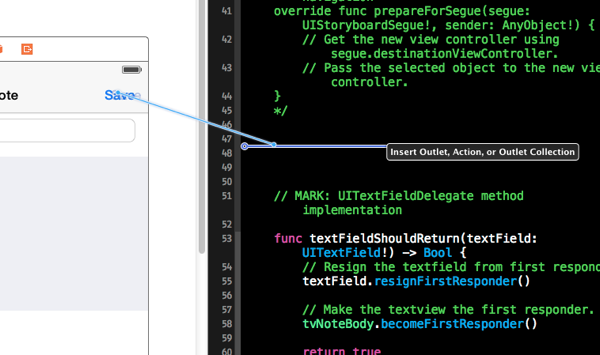 navigation
41 override func prepareForSegue(segue:
UIStoryboardSegue!, sender: AnyObject!) {
42 // Get the new view controller using
segue.destinationViewController.
43 // Pass the selected object to the new vie
controller.
44 }
45 */
46
47
48
49
50
51 // MARK: UITextFieldDelegate method
implementation
52
53 func textFieldShouldReturn(textField:
UITextField!) -> Bool {
54 // Resign the textfield from first respond
55 textField.resignFirstResponder()
56
57 // Make the textview the first responder.
58 tvNoteBody.becomeFirstResponder()
59
60 return true
ote
Save
Insert Outlet, Action, or Outlet Collection